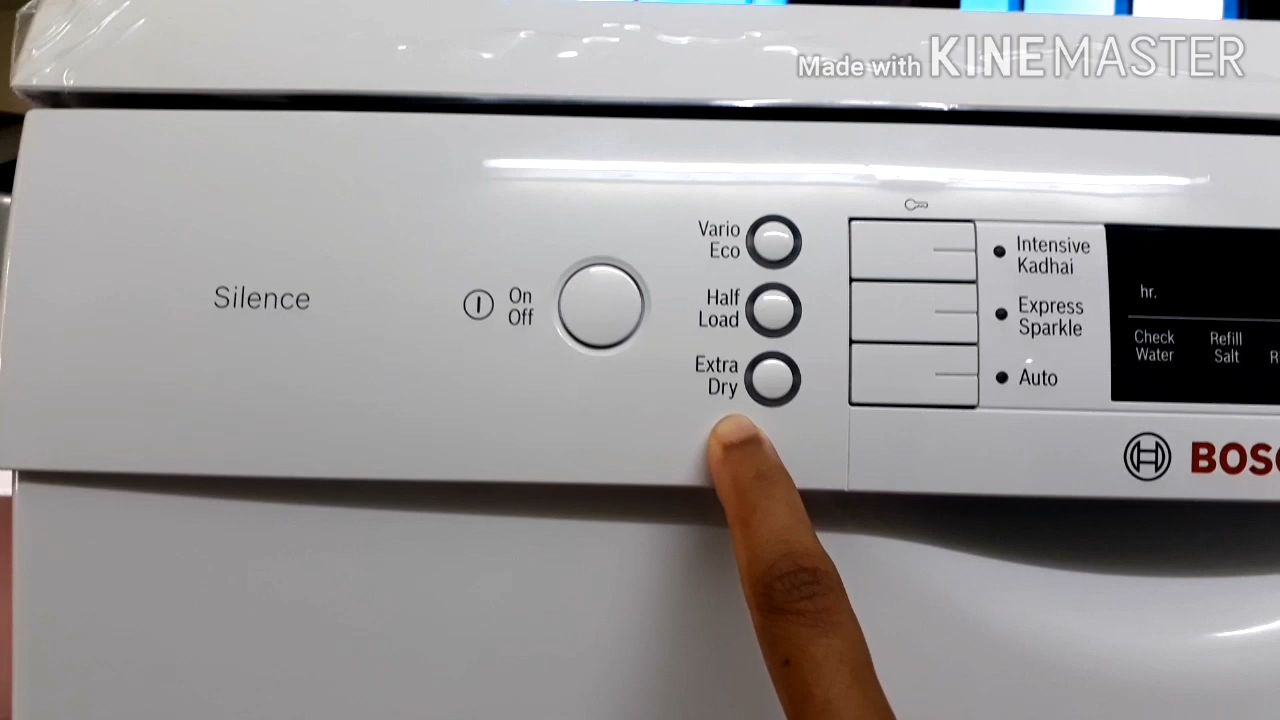 Made with KINEMASTER
Silence
On
Off
Vario
Eco
Half
Load
Extra
Dry
Intensive
Kadhai
Express
Sparkle
Auto
hr.
Check
Water
Refill
Salt
R
BOSC